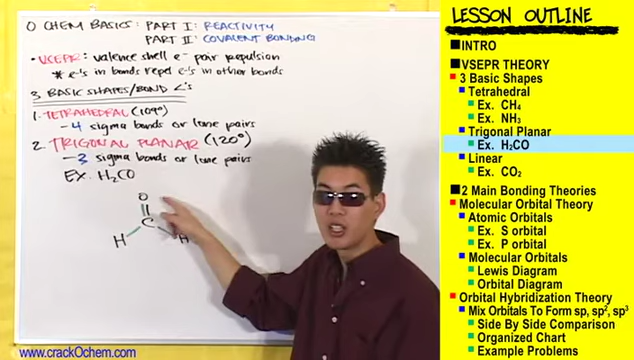 O CHEM BASICS: PART I: REACTIVITY
PART II: COVALENT BONDING
• VCEPR: valence shell e⁻ pair repulsion
* e⁻'s in bonds repel e⁻'s in other bonds
3 BASIC SHAPES/BOND ∠'s
1. TETRAHEDRAL (109°)
- 4 sigma bonds or lone pairs
2. TRIGONAL PLANAR (120°)
- 3 sigma bonds or lone pairs
EX. H₂CO
O
C
H H
www.crackOchem.com
LESSON OUTLINE
INTRO
VSEPR THEORY
3 Basic Shapes
Tetrahedral
Ex. CH₄
Ex. NH₃
Trigonal Planar
Ex. H₂CO
Linear
Ex. CO₂
2 Main Bonding Theories
Molecular Orbital Theory
Atomic Orbitals
Ex. S orbital
Ex. P orbital
Molecular Orbitals
Lewis Diagram
Orbital Diagram
Orbital Hybridization Theory
Mix Orbitals To Form sp, sp², sp³
Side By Side Comparison
Organized Chart
Example Problems